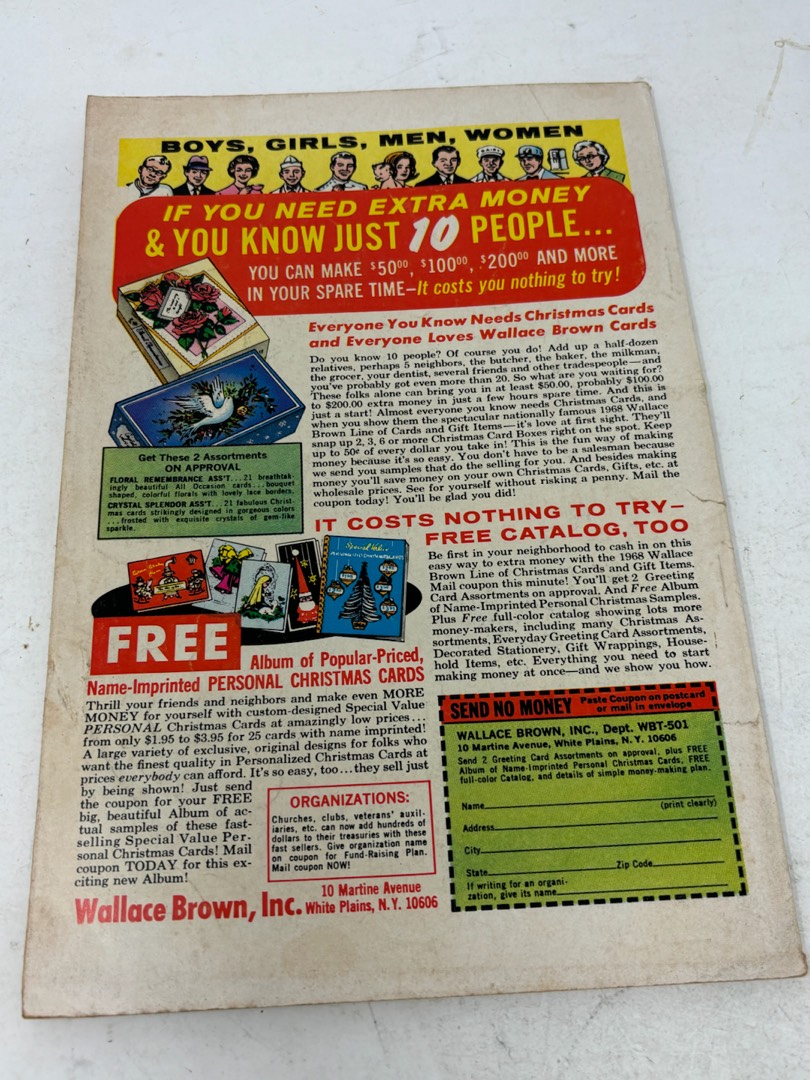 BOYS, GIRLS, MEN, WOMEN
IF YOU NEED EXTRA MONEY
& YOU KNOW JUST 10 PEOPLE...
YOU CAN MAKE $50.00, $100.00, $200.00 AND MORE
IN YOUR SPARE TIME—It costs you nothing to try!
Everyone You Know Needs Christmas Cards
and Everyone Loves Wallace Brown Cards
Do you know 10 people? Of course you do! Add up a half-dozen
relatives, perhaps 5 neighbors, the butcher, the baker, the milkman,
the grocer, your dentist, several friends and other tradespeople—and
you've probably got even more than 20. So what are you waiting for?
These folks alone can bring you in at least $50.00, probably $100.00
to $200.00 extra money in just a few hours spare time. And this is
just a start! Almost everyone you know needs Christmas Cards, and
when you show them the spectacular nationally famous 1968 Wallace
Brown Line of Cards and Gift Items—it's love at first sight. They'll
snap up 2, 3, 6 or more Christmas Card Boxes right on the spot. Keep
up to 50¢ of every dollar you take in! This is the fun way of making
money because it's so easy. You don't have to be a salesman because
we send you samples that do the selling for you. And besides making
money you'll save money on your own Christmas Cards, Gifts, etc. at
wholesale prices. See for yourself without risking a penny. Mail the
coupon today! You'll be glad you did!
Get These 2 Assortments
ON APPROVAL
FLORAL REMEMBRANCE ASS'T...21 breathtak-
ingly beautiful All Occasion cards...bouquet
shaped, colorful florals with lovely lace borders.
CRYSTAL SPLENDOR ASS'T...21 fabulous Christ-
mas cards strikingly designed in gorgeous colors
...frosted with exquisite crystals of gem-like
sparkle.
IT COSTS NOTHING TO TRY—
FREE CATALOG, TOO
Be first in your neighborhood to cash in on this
easy way to extra money with the 1968 Wallace
Brown Line of Christmas Cards and Gift Items.
Mail coupon this minute! You'll get 2 Greeting
Card Assortments on approval. And Free Album
of Name-Imprinted Personal Christmas Samples.
Plus Free full-color catalog showing lots more
money-makers, including many Christmas As-
sortments, Everyday Greeting Card Assortments,
Decorated Stationery, Gift Wrappings, House-
hold Items, etc. Everything you need to start
making money at once—and we show you how.
FREE
Album of Popular-Priced,
Name-Imprinted PERSONAL CHRISTMAS CARDS
Thrill your friends and neighbors and make even MORE
MONEY for yourself with custom-designed Special Value
PERSONAL Christmas Cards at amazingly low prices...
from only $1.95 to $3.95 for 25 cards with name imprinted!
A large variety of exclusive, original designs for folks who
want the finest quality in Personalized Christmas Cards at
prices everybody can afford. It's so easy, too...they sell just
by being shown! Just send
the coupon for your FREE
big, beautiful Album of ac-
tual samples of these fast-
selling Special Value Per-
sonal Christmas Cards! Mail
coupon TODAY for this ex-
citing new Album!
ORGANIZATIONS:
Churches, clubs, veterans' auxil-
iaries, etc. can now add hundreds of
dollars to their treasuries with these
fast sellers. Give organization name
on coupon for Fund-Raising Plan.
Mail coupon NOW!
Wallace Brown, Inc. 10 Martine Avenue
White Plains, N.Y. 10606
SEND NO MONEY Paste Coupon on postcard
or mail in envelope
WALLACE BROWN, INC., Dept. WBT-501
10 Martine Avenue, White Plains, N.Y. 10606
Send 2 Greeting Card Assortments on approval, plus FREE
Album of Name-Imprinted Personal Christmas Cards, FREE
full-color Catalog, and details of simple money-making plan.
Name
(print clearly)
Address
City
State Zip Code
If writing for an organi-
zation, give its name